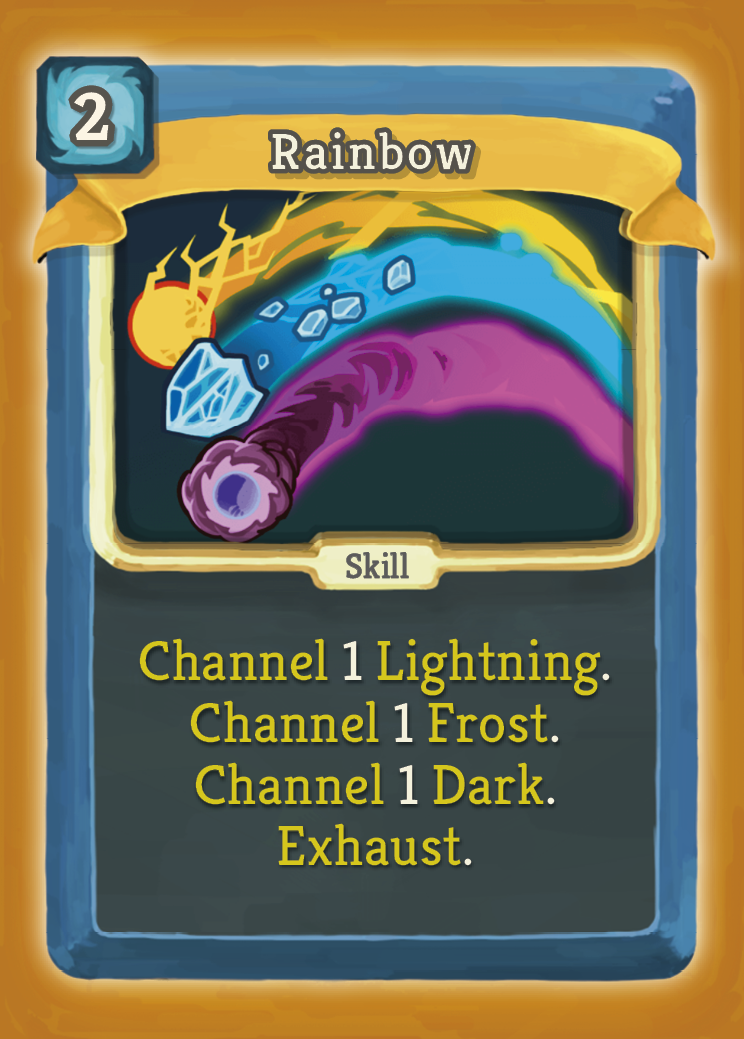 2
Rainbow
Skill
Channel 1 Lightning.
Channel 1 Frost.
Channel 1 Dark.
Exhaust.